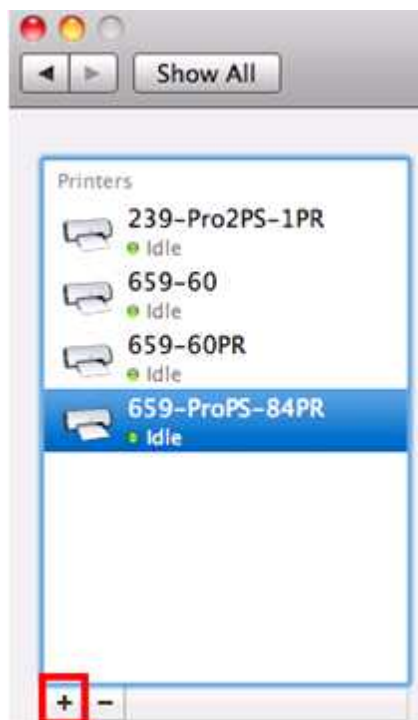 Show All
Printers
239-Pro2PS-1PR
Idle
659-60
Idle
659-60PR
Idle
659-ProPS-84PR
Idle
+ −